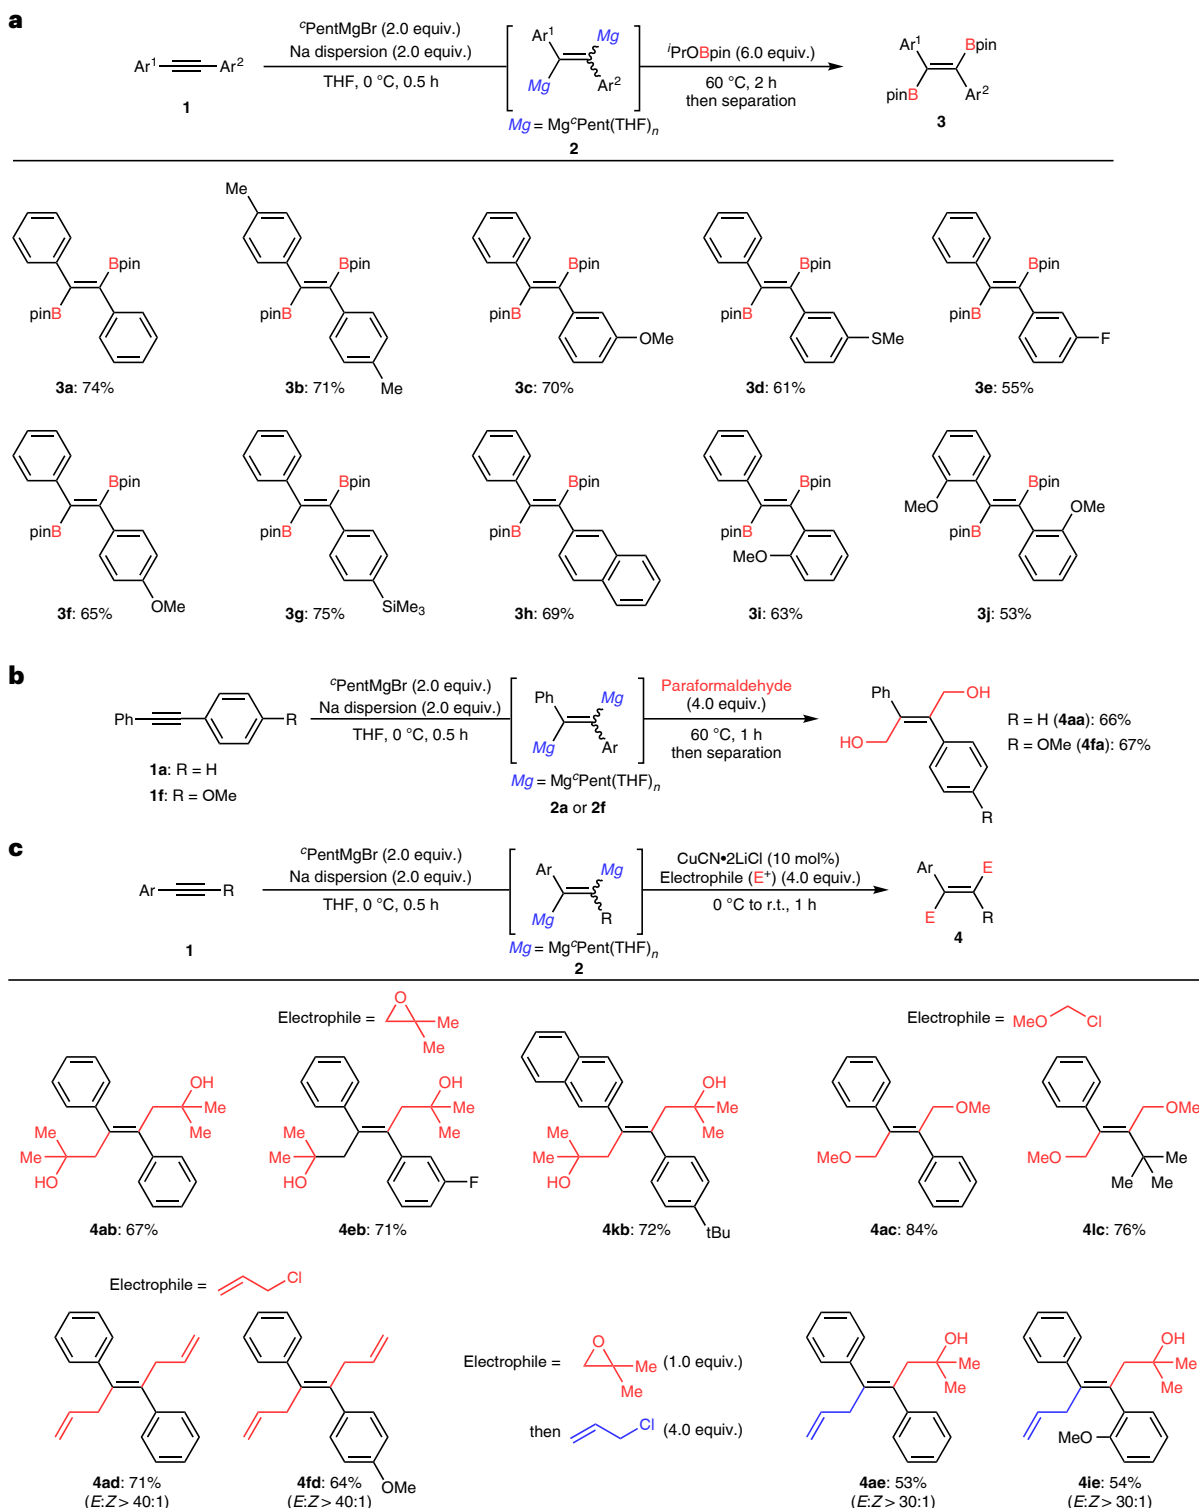 a
Ar¹ Ar²
1
ᶜPentMgBr (2.0 equiv.)
Na dispersion (2.0 equiv.)
THF, 0 °C, 0.5 h
Ar¹ Mg
Mg Ar²
Mg = MgᶜPent(THF)ₙ
2
ⁱPrOBpin (6.0 equiv.)
60 °C, 2 h
then separation
Ar¹ Bpin
pinB Ar²
3
Bpin
pinB
3a: 74%
Me
Bpin
pinB
Me
3b: 71%
Bpin
pinB
OMe
3c: 70%
Bpin
pinB
SMe
3d: 61%
Bpin
pinB
F
3e: 55%
Bpin
pinB
OMe
3f: 65%
Bpin
pinB
SiMe₃
3g: 75%
Bpin
pinB
3h: 69%
Bpin
pinB
MeO
3i: 63%
MeO
Bpin
pinB
OMe
3j: 53%
b
Ph R
1a: R = H
1f: R = OMe
ᶜPentMgBr (2.0 equiv.)
Na dispersion (2.0 equiv.)
THF, 0 °C, 0.5 h
Ph Mg
Mg Ar
Mg = MgᶜPent(THF)ₙ
2a or 2f
Paraformaldehyde
(4.0 equiv.)
60 °C, 1 h
then separation
Ph OH
HO
R
R = H (4aa): 66%
R = OMe (4fa): 67%
c
Ar R
1
ᶜPentMgBr (2.0 equiv.)
Na dispersion (2.0 equiv.)
THF, 0 °C, 0.5 h
Ar Mg
Mg R
Mg = MgᶜPent(THF)ₙ
2
CuCN•2LiCl (10 mol%)
Electrophile (E⁺) (4.0 equiv.)
0 °C to r.t., 1 h
Ar E
E R
4
Electrophile =
O
Me
Me
Electrophile =
MeO Cl
OH
Me
Me
Me
Me
HO
4ab: 67%
OH
Me
Me
Me
Me
HO
F
4eb: 71%
OH
Me
Me
Me
Me
HO
tBu
4kb: 72%
OMe
MeO
4ac: 84%
OMe
MeO
Me
Me Me
4lc: 76%
Electrophile =
Cl
4ad: 71%
(E:Z > 40:1)
OMe
4fd: 64%
(E:Z > 40:1)
Electrophile =
O
Me (1.0 equiv.)
Me
then Cl (4.0 equiv.)
OH
Me
Me
4ae: 53%
(E:Z > 30:1)
OH
Me
Me
MeO
4ie: 54%
(E:Z > 30:1)